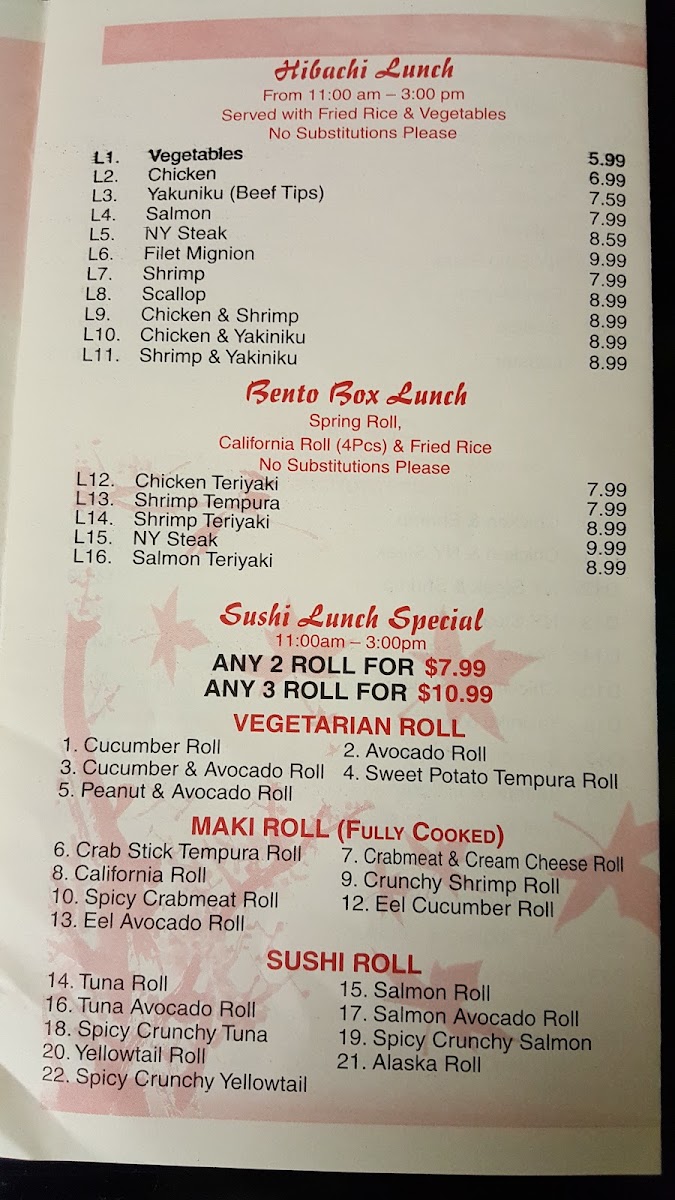 Hibachi Lunch
From 11:00 am – 3:00 pm
Served with Fried Rice & Vegetables
No Substitutions Please
L1. Vegetables 5.99
L2. Chicken 6.99
L3. Yakuniku (Beef Tips) 7.59
L4. Salmon 7.99
L5. NY Steak 8.59
L6. Filet Mignion 9.99
L7. Shrimp 7.99
L8. Scallop 8.99
L9. Chicken & Shrimp 8.99
L10. Chicken & Yakiniku 8.99
L11. Shrimp & Yakiniku 8.99
Bento Box Lunch
Spring Roll,
California Roll (4Pcs) & Fried Rice
No Substitutions Please
L12. Chicken Teriyaki 7.99
L13. Shrimp Tempura 7.99
L14. Shrimp Teriyaki 8.99
L15. NY Steak 9.99
L16. Salmon Teriyaki 8.99
Sushi Lunch Special
11:00am – 3:00pm
ANY 2 ROLL FOR $7.99
ANY 3 ROLL FOR $10.99
VEGETARIAN ROLL
1. Cucumber Roll 2. Avocado Roll
3. Cucumber & Avocado Roll 4. Sweet Potato Tempura Roll
5. Peanut & Avocado Roll
MAKI ROLL (FULLY COOKED)
6. Crab Stick Tempura Roll 7. Crabmeat & Cream Cheese Roll
8. California Roll 9. Crunchy Shrimp Roll
10. Spicy Crabmeat Roll 12. Eel Cucumber Roll
13. Eel Avocado Roll
SUSHI ROLL
14. Tuna Roll 15. Salmon Roll
16. Tuna Avocado Roll 17. Salmon Avocado Roll
18. Spicy Crunchy Tuna 19. Spicy Crunchy Salmon
20. Yellowtail Roll 21. Alaska Roll
22. Spicy Crunchy Yellowtail